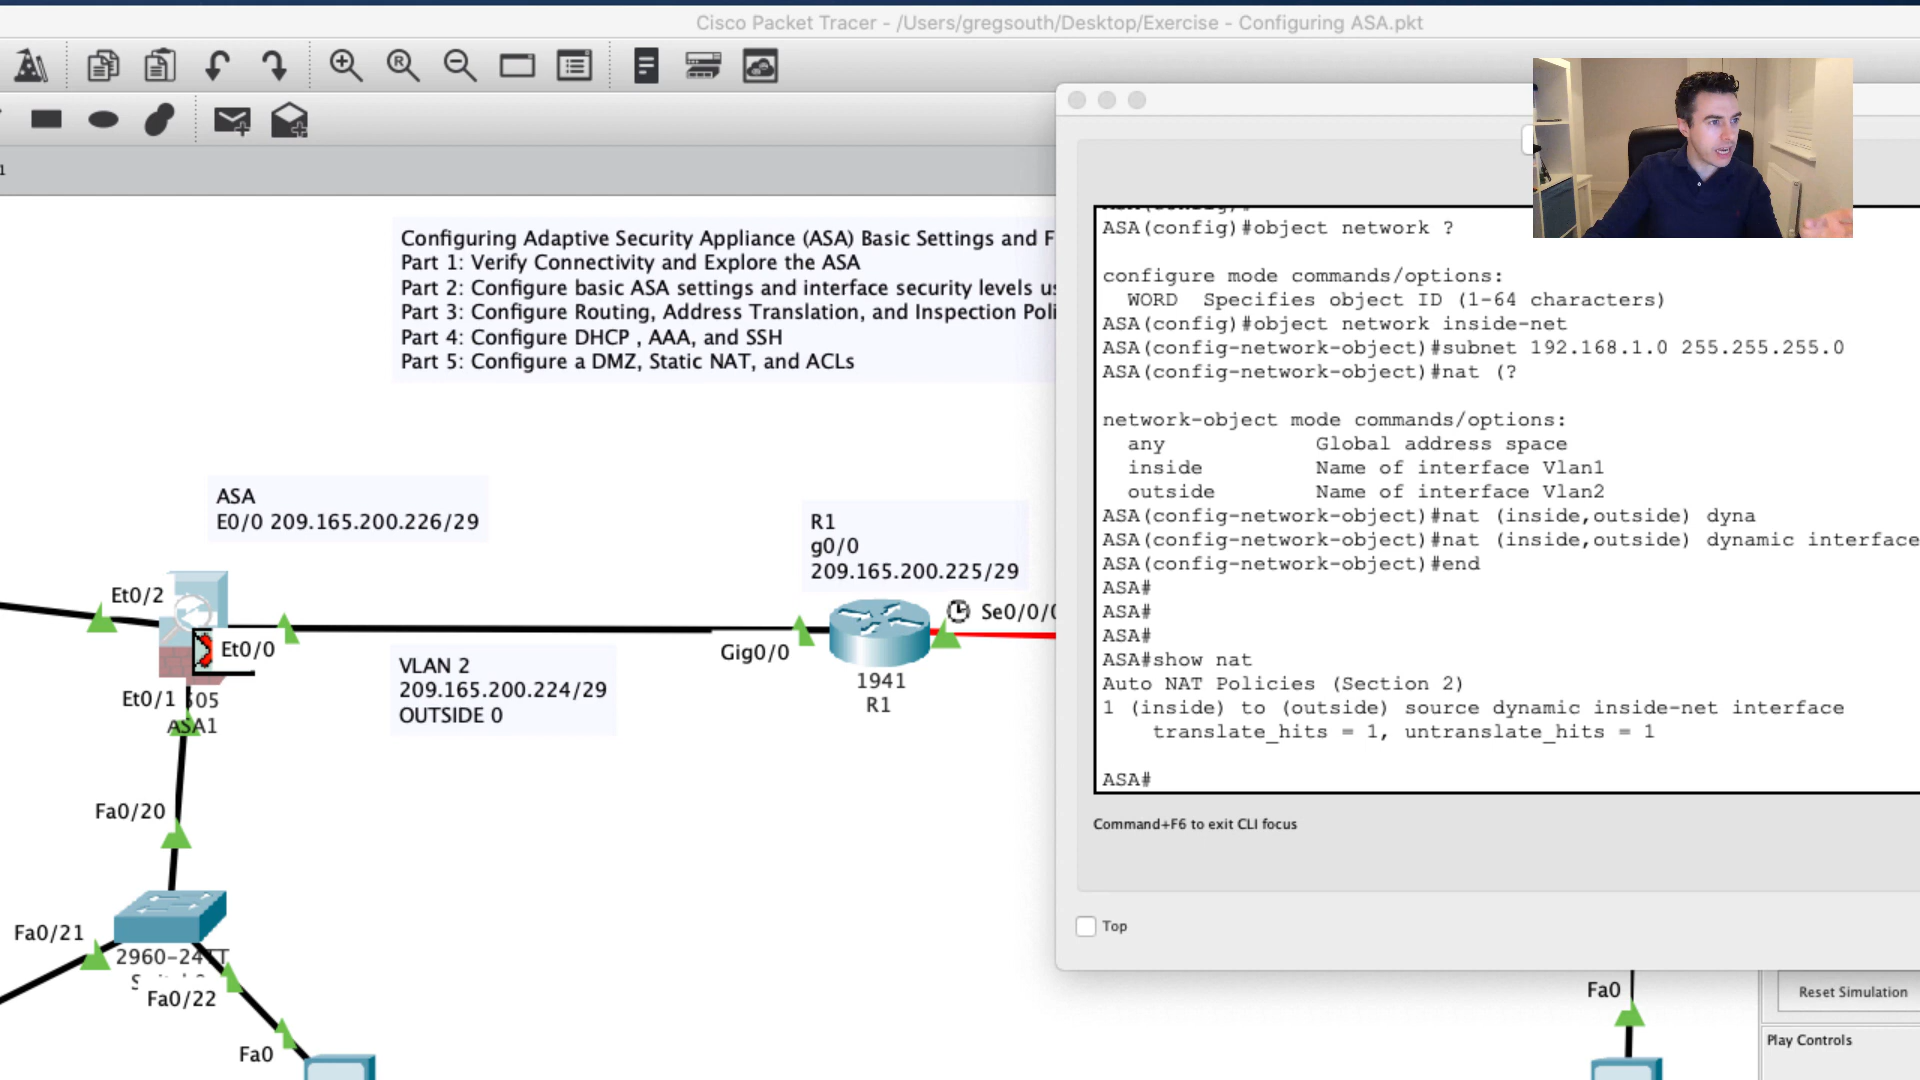 Cisco Packet Tracer - /Users/gregsouth/Desktop/Exercise - Configuring ASA.pkt
1
Configuring Adaptive Security Appliance (ASA) Basic Settings and F
Part 1: Verify Connectivity and Explore the ASA
Part 2: Configure basic ASA settings and interface security levels u
Part 3: Configure Routing, Address Translation, and Inspection Poli
Part 4: Configure DHCP , AAA, and SSH
Part 5: Configure a DMZ, Static NAT, and ACLs
ASA
E0/0 209.165.200.226/29
R1
g0/0
209.165.200.225/29
Et0/2
Et0/0
Et0/1
ASA1
VLAN 2
209.165.200.224/29
OUTSIDE 0
Gig0/0
Se0/0/0
1941
R1
Fa0/20
Fa0/21
2960-24TT
Fa0/22
Fa0
ASA(config)#object network ?
configure mode commands/options:
WORD Specifies object ID (1-64 characters)
ASA(config)#object network inside-net
ASA(config-network-object)#subnet 192.168.1.0 255.255.255.0
ASA(config-network-object)#nat (?
network-object mode commands/options:
any Global address space
inside Name of interface Vlan1
outside Name of interface Vlan2
ASA(config-network-object)#nat (inside,outside) dyna
ASA(config-network-object)#nat (inside,outside) dynamic interface
ASA(config-network-object)#end
ASA#
ASA#
ASA#
ASA#show nat
Auto NAT Policies (Section 2)
1 (inside) to (outside) source dynamic inside-net interface
translate_hits = 1, untranslate_hits = 1
ASA#
Command+F6 to exit CLI focus
Top
Fa0
Reset Simulation
Play Controls